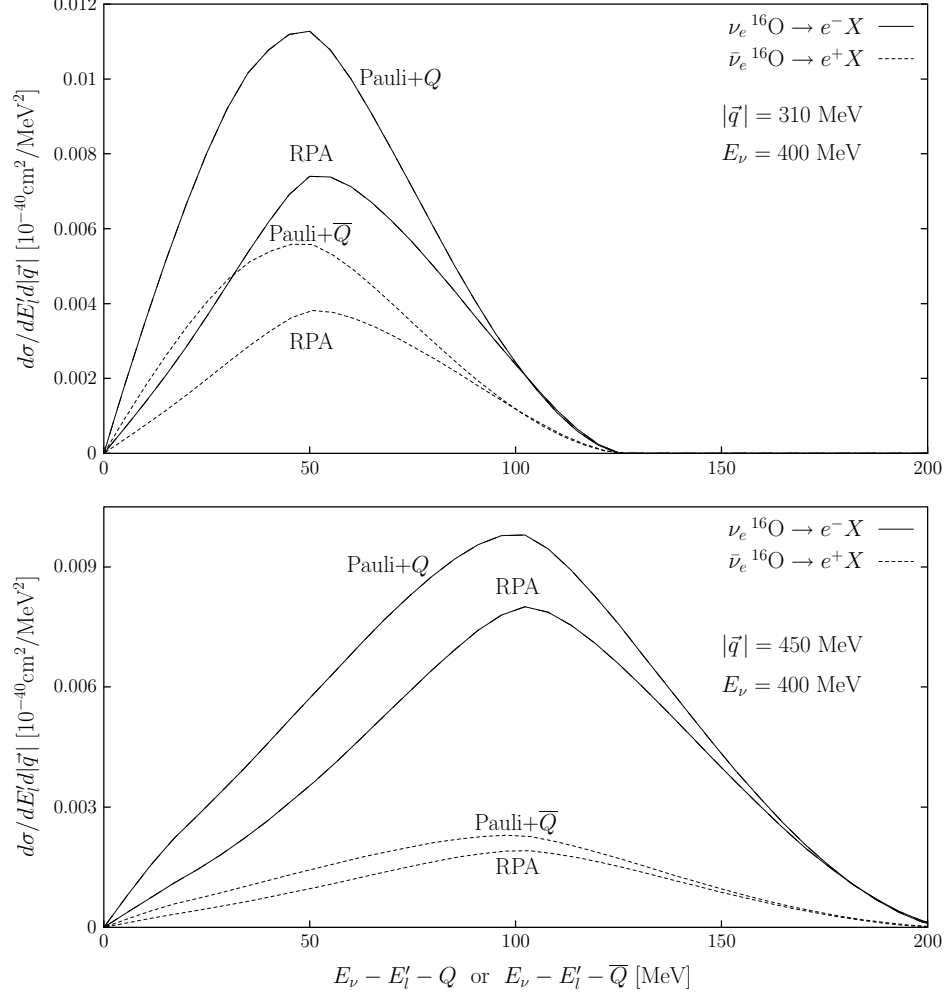 0.012
0.01
0.008
0.006
0.004
0.002
0
dσ/dE′_l d|q⃗| [10⁻⁴⁰cm²/MeV²]
ν_e ¹⁶O → e⁻X
ν̄_e ¹⁶O → e⁺X
|q⃗| = 310 MeV
E_ν = 400 MeV
Pauli+Q
RPA
Pauli+Q̅
RPA
0 50 100 150 200
0.009
0.006
0.003
0
dσ/dE′_l d|q⃗| [10⁻⁴⁰cm²/MeV²]
ν_e ¹⁶O → e⁻X
ν̄_e ¹⁶O → e⁺X
|q⃗| = 450 MeV
E_ν = 400 MeV
Pauli+Q
RPA
Pauli+Q̅
RPA
0 50 100 150 200
E_ν − E′_l − Q or E_ν − E′_l − Q̅ [MeV]